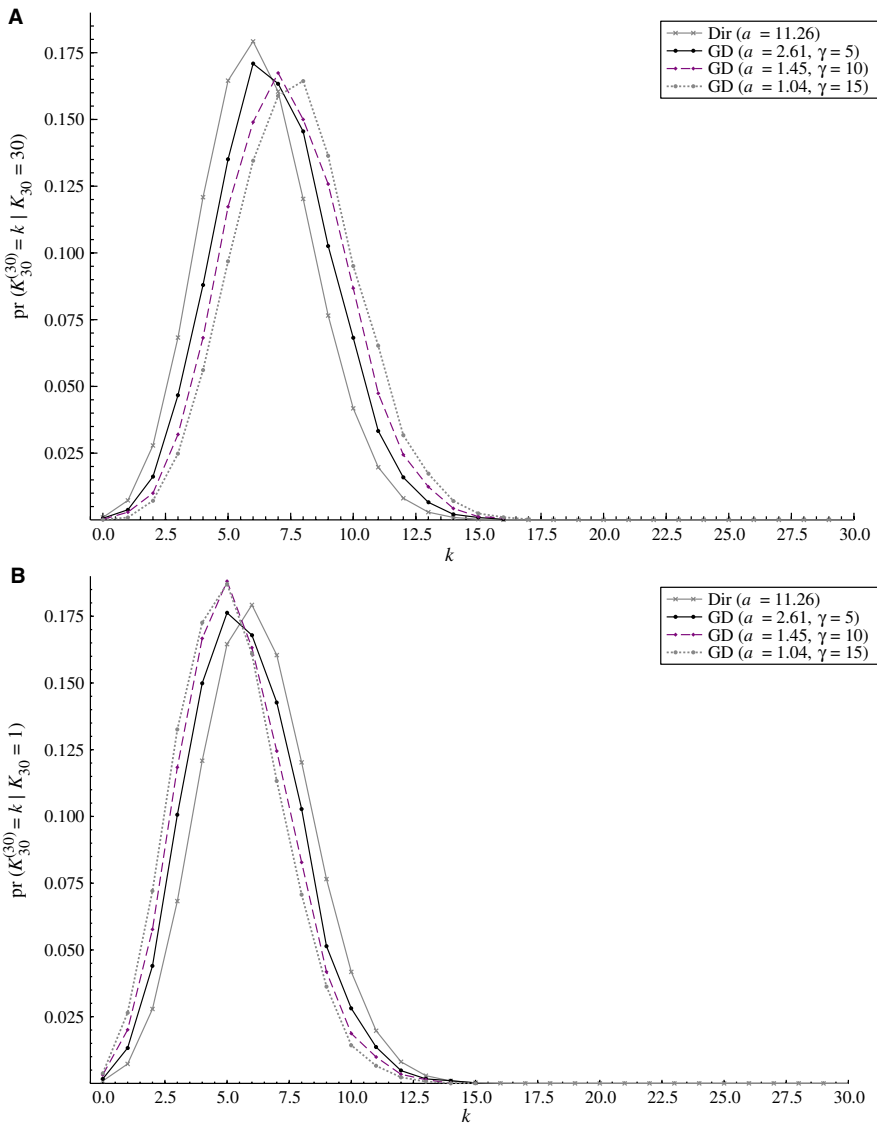 A
0.175
0.150
0.125
0.100
0.075
0.050
0.025
pr (K_{30}^{(30)} = k | K_{30} = 30)
Dir (a = 11.26)
GD (a = 2.61, γ = 5)
GD (a = 1.45, γ = 10)
GD (a = 1.04, γ = 15)
0.0 2.5 5.0 7.5 10.0 12.5 15.0 17.5 20.0 22.5 25.0 27.5 30.0
k
B
0.175
0.150
0.125
0.100
0.075
0.050
0.025
pr (K_{30}^{(30)} = k | K_{30} = 1)
Dir (a = 11.26)
GD (a = 2.61, γ = 5)
GD (a = 1.45, γ = 10)
GD (a = 1.04, γ = 15)
0.0 2.5 5.0 7.5 10.0 12.5 15.0 17.5 20.0 22.5 25.0 27.5 30.0
k